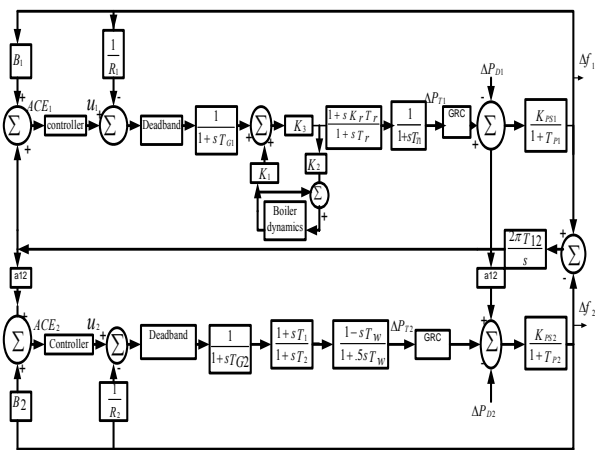 B1
1
R1
Δf1
ΔPD1
ACE1
u1
+
+
Σ
controller
+
-
Σ
Deadband
1
1+sTG1
+
+
+
Σ
K3
1+sKrTr
1+sTr
1
1+sTt1
ΔPT1
GRC
-
+
Σ
KPS1
1+TP1
K1
K2
Σ
+
Boiler
dynamics
2πT12
s
+
-
Σ
a12
a12
ACE2
u2
+
+
Σ
Controller
+
-
Σ
Deadband
1
1+sTG2
1+sT1
1+sT2
1-sTw
1+.5sTw
ΔPT2
GRC
+
-
-
Σ
KPS2
1+TP2
Δf2
B2
1
R2
ΔPD2